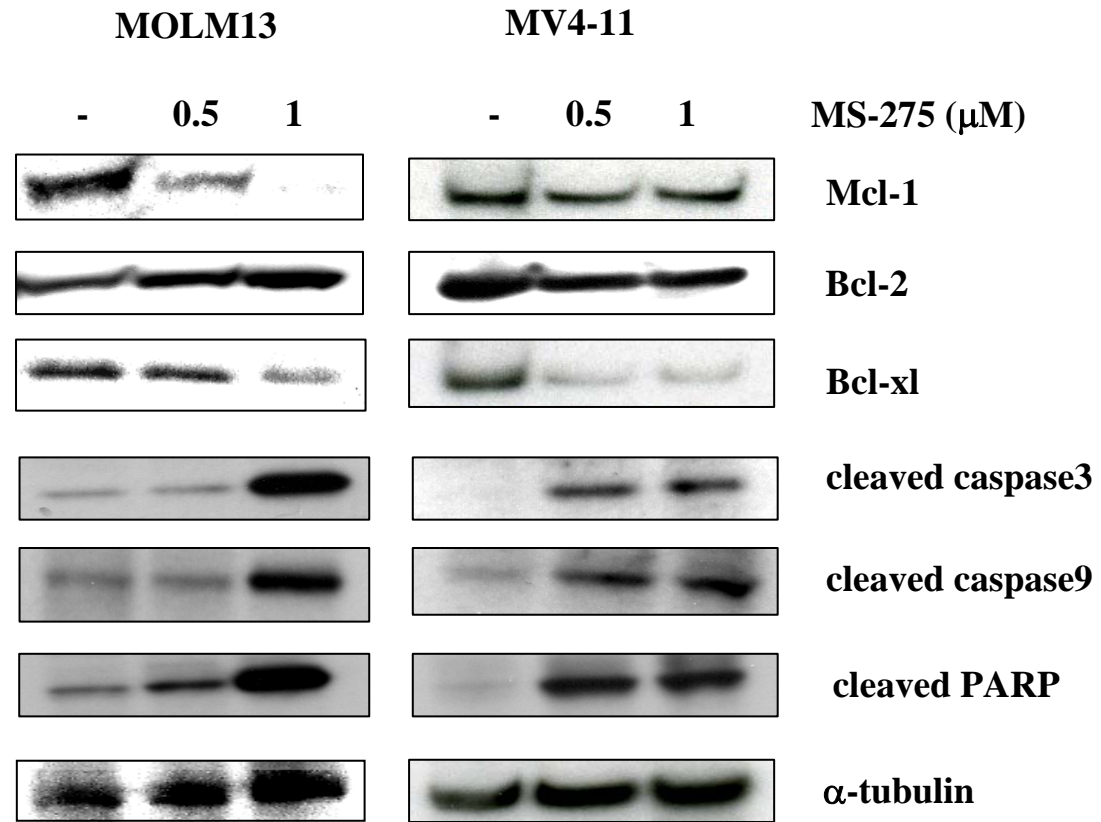 MOLM13 MV4-11
- 0.5 1 - 0.5 1 MS-275 (μM)
Mcl-1
Bcl-2
Bcl-xl
cleaved caspase3
cleaved caspase9
cleaved PARP
α-tubulin